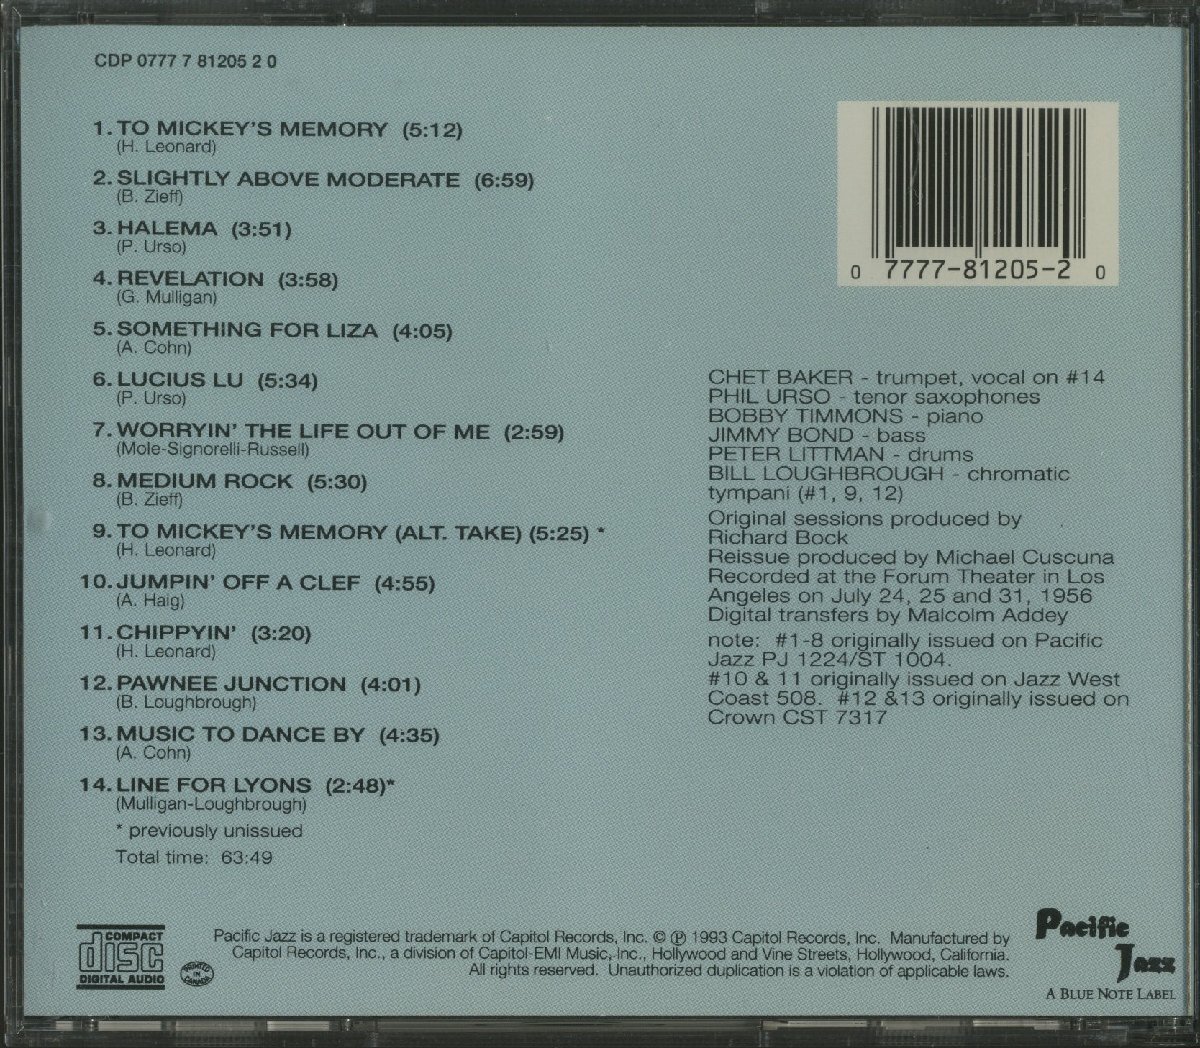 CDP 0777 7 81205 2 0
1. TO MICKEY'S MEMORY (5:12)
(H. Leonard)
2. SLIGHTLY ABOVE MODERATE (6:59)
(B. Zieff)
3. HALEMA (3:51)
(P. Urso)
4. REVELATION (3:58)
(G. Mulligan)
5. SOMETHING FOR LIZA (4:05)
(A. Cohn)
6. LUCIUS LU (5:34)
(P. Urso)
7. WORRYIN' THE LIFE OUT OF ME (2:59)
(Mole-Signorelli-Russell)
8. MEDIUM ROCK (5:30)
(B. Zieff)
9. TO MICKEY'S MEMORY (ALT. TAKE) (5:25) *
(H. Leonard)
10. JUMPIN' OFF A CLEF (4:55)
(A. Haig)
11. CHIPPYIN' (3:20)
(H. Leonard)
12. PAWNEE JUNCTION (4:01)
(B. Loughbrough)
13. MUSIC TO DANCE BY (4:35)
(A. Cohn)
14. LINE FOR LYONS (2:48)*
(Mulligan-Loughbrough)
* previously unissued
Total time: 63:49
0 7777-81205-2 0
CHET BAKER - trumpet, vocal on #14
PHIL URSO - tenor saxophones
BOBBY TIMMONS - piano
JIMMY BOND - bass
PETER LITTMAN - drums
BILL LOUGHBROUGH - chromatic
tympani (#1, 9, 12)
Original sessions produced by
Richard Bock
Reissue produced by Michael Cuscuna
Recorded at the Forum Theater in Los
Angeles on July 24, 25 and 31, 1956
Digital transfers by Malcolm Addey
note: #1-8 originally issued on Pacific
Jazz PJ 1224/ST 1004.
#10 & 11 originally issued on Jazz West
Coast 508. #12 &13 originally issued on
Crown CST 7317
COMPACT
disc
DIGITAL AUDIO
PRINTED
IN
CANADA
Pacific Jazz is a registered trademark of Capitol Records, Inc. © ℗ 1993 Capitol Records, Inc. Manufactured by
Capitol Records, Inc., a division of Capitol-EMI Music, Inc., Hollywood and Vine Streets, Hollywood, California.
All rights reserved. Unauthorized duplication is a violation of applicable laws.
Pacific
Jazz
A BLUE NOTE LABEL